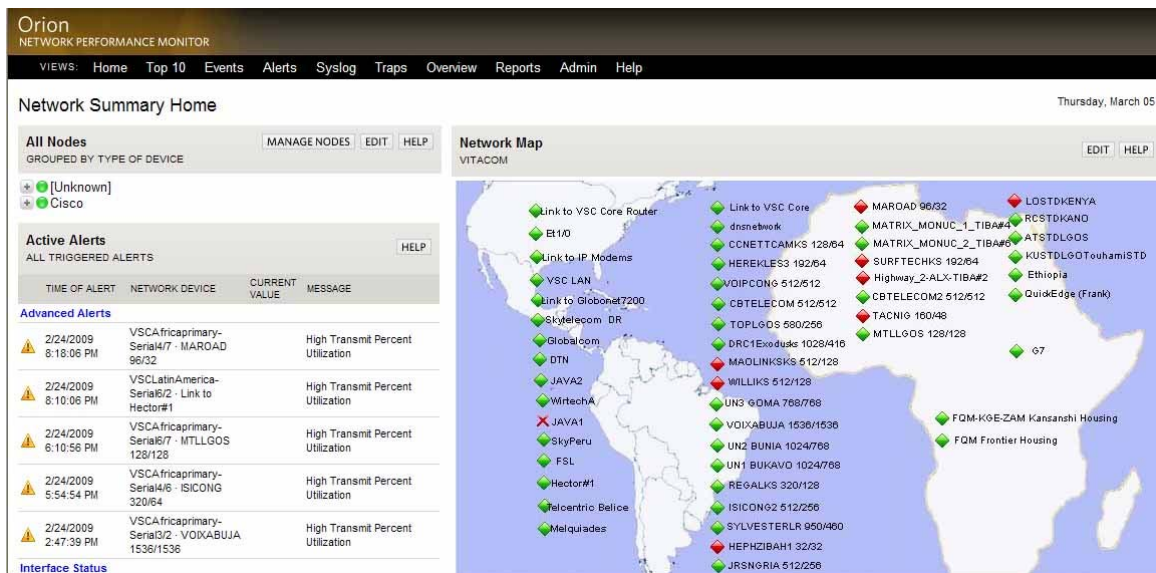 Orion
NETWORK PERFORMANCE MONITOR
VIEWS: Home Top 10 Events Alerts Syslog Traps Overview Reports Admin Help
Network Summary Home
Thursday, March 05
All Nodes
GROUPED BY TYPE OF DEVICE
MANAGE NODES EDIT HELP
[Unknown]
Cisco
Active Alerts
ALL TRIGGERED ALERTS
HELP
TIME OF ALERT NETWORK DEVICE CURRENT VALUE MESSAGE
Advanced Alerts
2/24/2009
8:18:06 PM
VSCAfricaprimary-
Serial4/7 · MAROAD
96/32
High Transmit Percent
Utilization
2/24/2009
8:10:06 PM
VSCLatinAmerica-
Serial6/2 · Link to
Hector#1
High Transmit Percent
Utilization
2/24/2009
6:10:56 PM
VSCAfricaprimary-
Serial6/7 · MTLLGOS
128/128
High Transmit Percent
Utilization
2/24/2009
5:54:54 PM
VSCAfricaprimary-
Serial4/6 · ISICONG
320/64
High Transmit Percent
Utilization
2/24/2009
2:47:39 PM
VSCAfricaprimary-
Serial3/2 · VOIXABUJA
1536/1536
High Transmit Percent
Utilization
Interface Status
Network Map
VITACOM
EDIT HELP
Link to VSC Core Router
Et1/0
Link to IP Modems
VSC LAN
Link to Globonet7200
Skytelecom DR
Globalcom
DTN
JAVA2
WirtechA
JAVA1
SkyPeru
FSL
Hector#1
Telcentric Belice
Melquiades
Link to VSC Core
dnsnetwork
CCNETTCAMKS 128/64
HEREKLES3 192/64
VOIPCONG 512/512
CBTELECOM 512/512
TOPLGOS 580/256
DRC1Exodusks 1028/416
MAOLINKSKS 512/128
WILLIKS 512/128
UN3 GOMA 768/768
VOIXABUJA 1536/1536
UN2 BUNIA 1024/768
UN1 BUKAVO 1024/768
REGALKS 320/128
ISICONG2 512/256
SYLVESTERLR 950/460
HEPHZIBAH1 32/32
JRSNGRIA 512/256
MAROAD 96/32
MATRIX_MONUC_1_TIBA#4
MATRIX_MONUC_2_TIBA#6
SURFTECHKS 192/64
Highway_2-ALX-TIBA#2
CBTELECOM2 512/512
TACNIG 160/48
MTLLGOS 128/128
LOSTDKENYA
RCSTDKANO
ATSTDLGOS
KUSTDLGOTouhamiSTD
Ethiopia
QuickEdge (Frank)
G7
FQM-KGE-ZAM Kansanshi Housing
FQM Frontier Housing